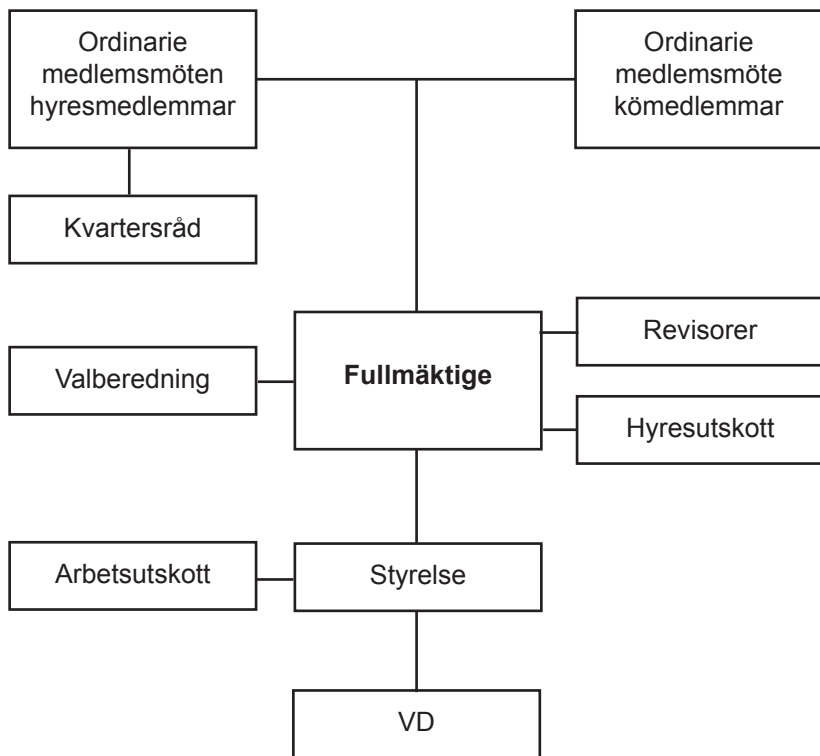 Ordinarie
medlemsmöten
hyresmedlemmar
Ordinarie
medlemsmöte
kömedlemmar
Kvartersråd
Revisorer
Valberedning
Fullmäktige
Hyresutskott
Arbetsutskott
Styrelse
VD